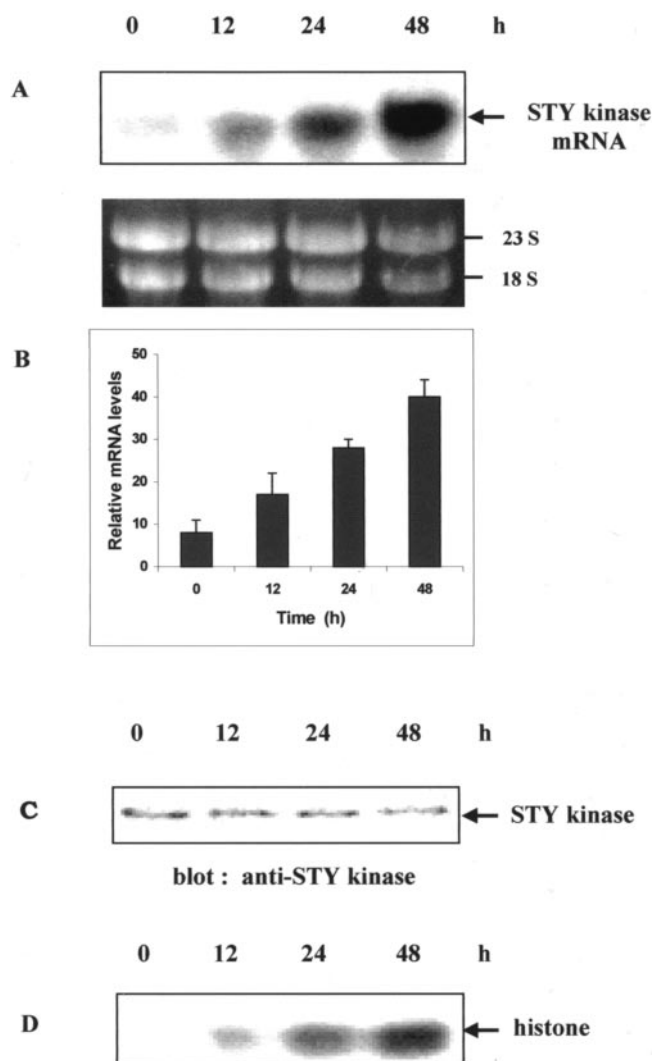 0 12 24 48 h
A
STY kinase
mRNA
23 S
18 S
B
50
40
30
20
10
0
Relative mRNA levels
0 12 24 48
Time (h)
0 12 24 48 h
C
STY kinase
blot : anti-STY kinase
0 12 24 48 h
D
histone